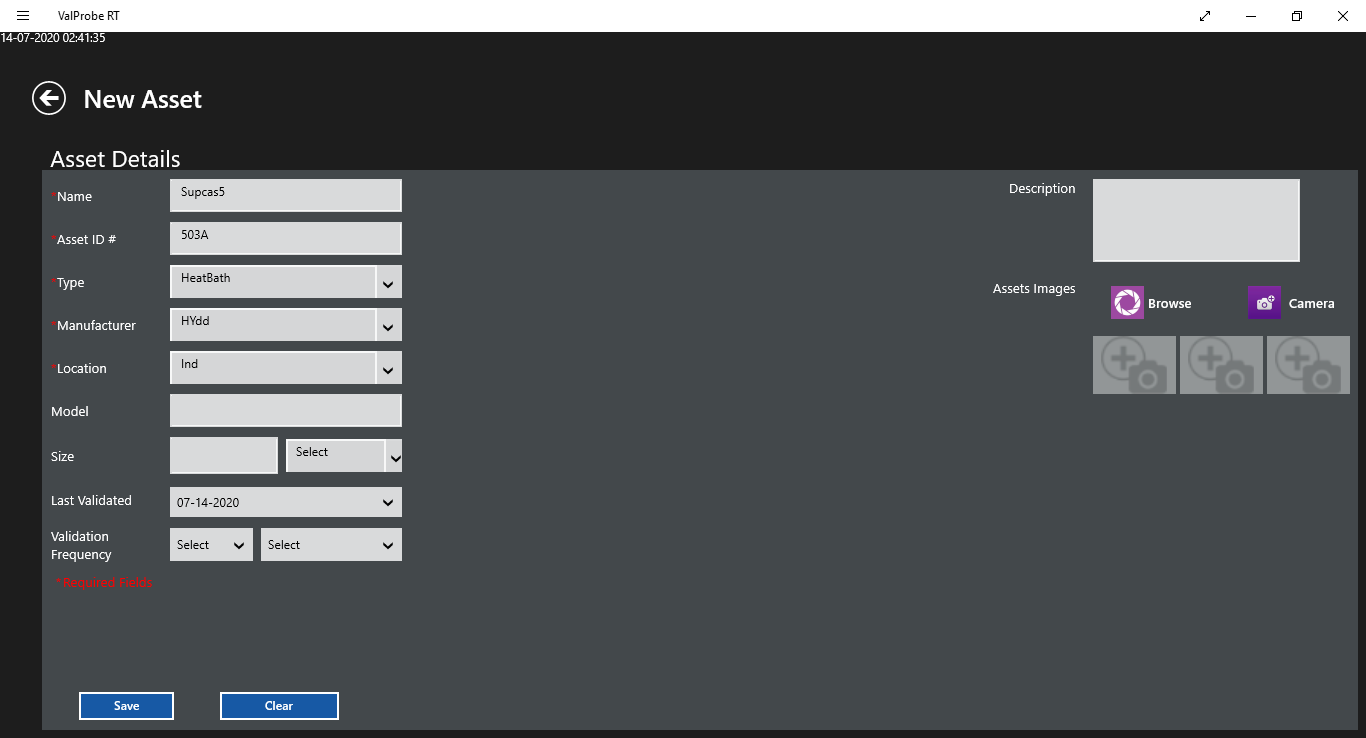 ValProbe RT
14-07-2020 02:41:35
New Asset
Asset Details
*Name Supcas5
*Asset ID # 503A
*Type HeatBath
*Manufacturer HYdd
*Location Ind
Model
Size Select
Last Validated 07-14-2020
Validation
Frequency Select Select
*Required Fields
Description
Assets Images Browse Camera
Save Clear